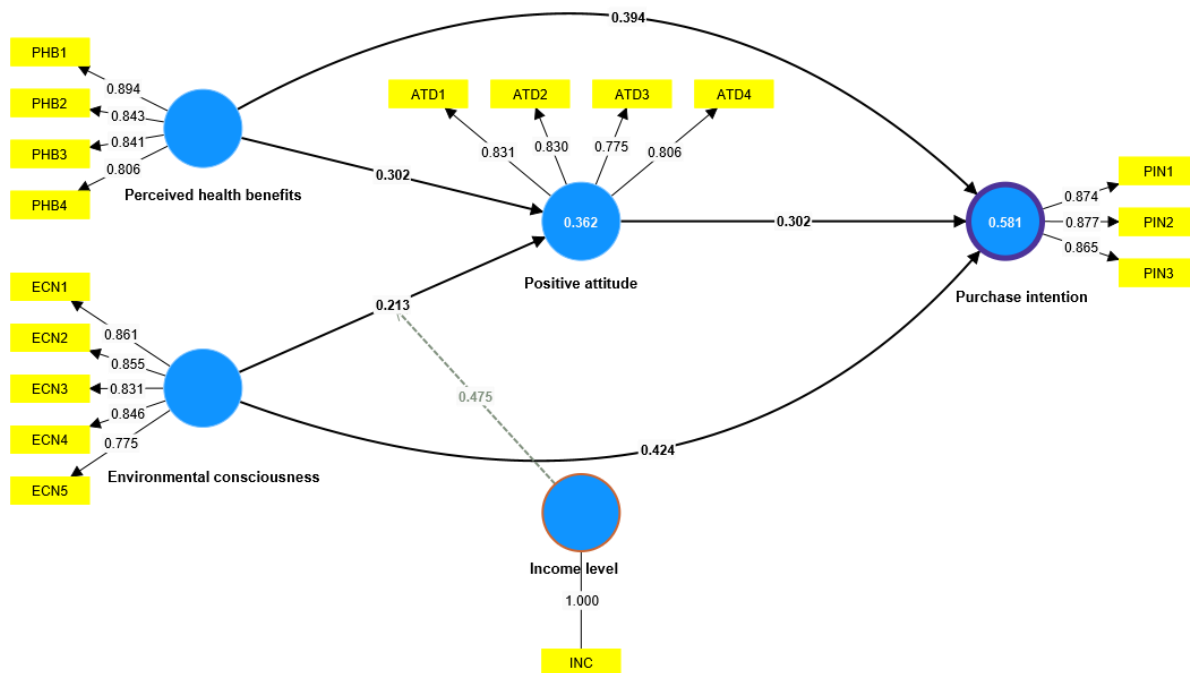 0.394
PHB1
PHB2
PHB3
PHB4
0.894
0.843
0.841
0.806
Perceived health benefits
ATD1
ATD2
ATD3
ATD4
0.831
0.830
0.775
0.806
0.302
0.362
Positive attitude
0.302
0.581
Purchase intention
PIN1
PIN2
PIN3
0.874
0.877
0.865
ECN1
ECN2
ECN3
ECN4
ECN5
0.861
0.855
0.831
0.846
0.775
Environmental consciousness
0.213
0.475
0.424
Income level
1.000
INC